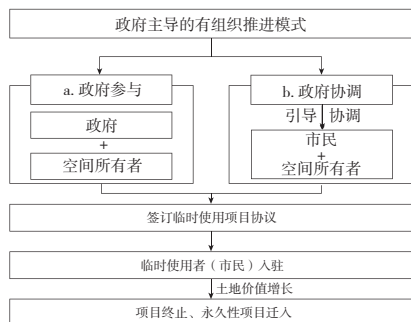 政府主导的有组织推进模式
a. 政府参与
政府
+
空间所有者
b. 政府协调
引导 协调
市民
+
空间所有者
签订临时使用项目协议
临时使用者（市民）入驻
土地价值增长
项目终止、永久性项目迁入